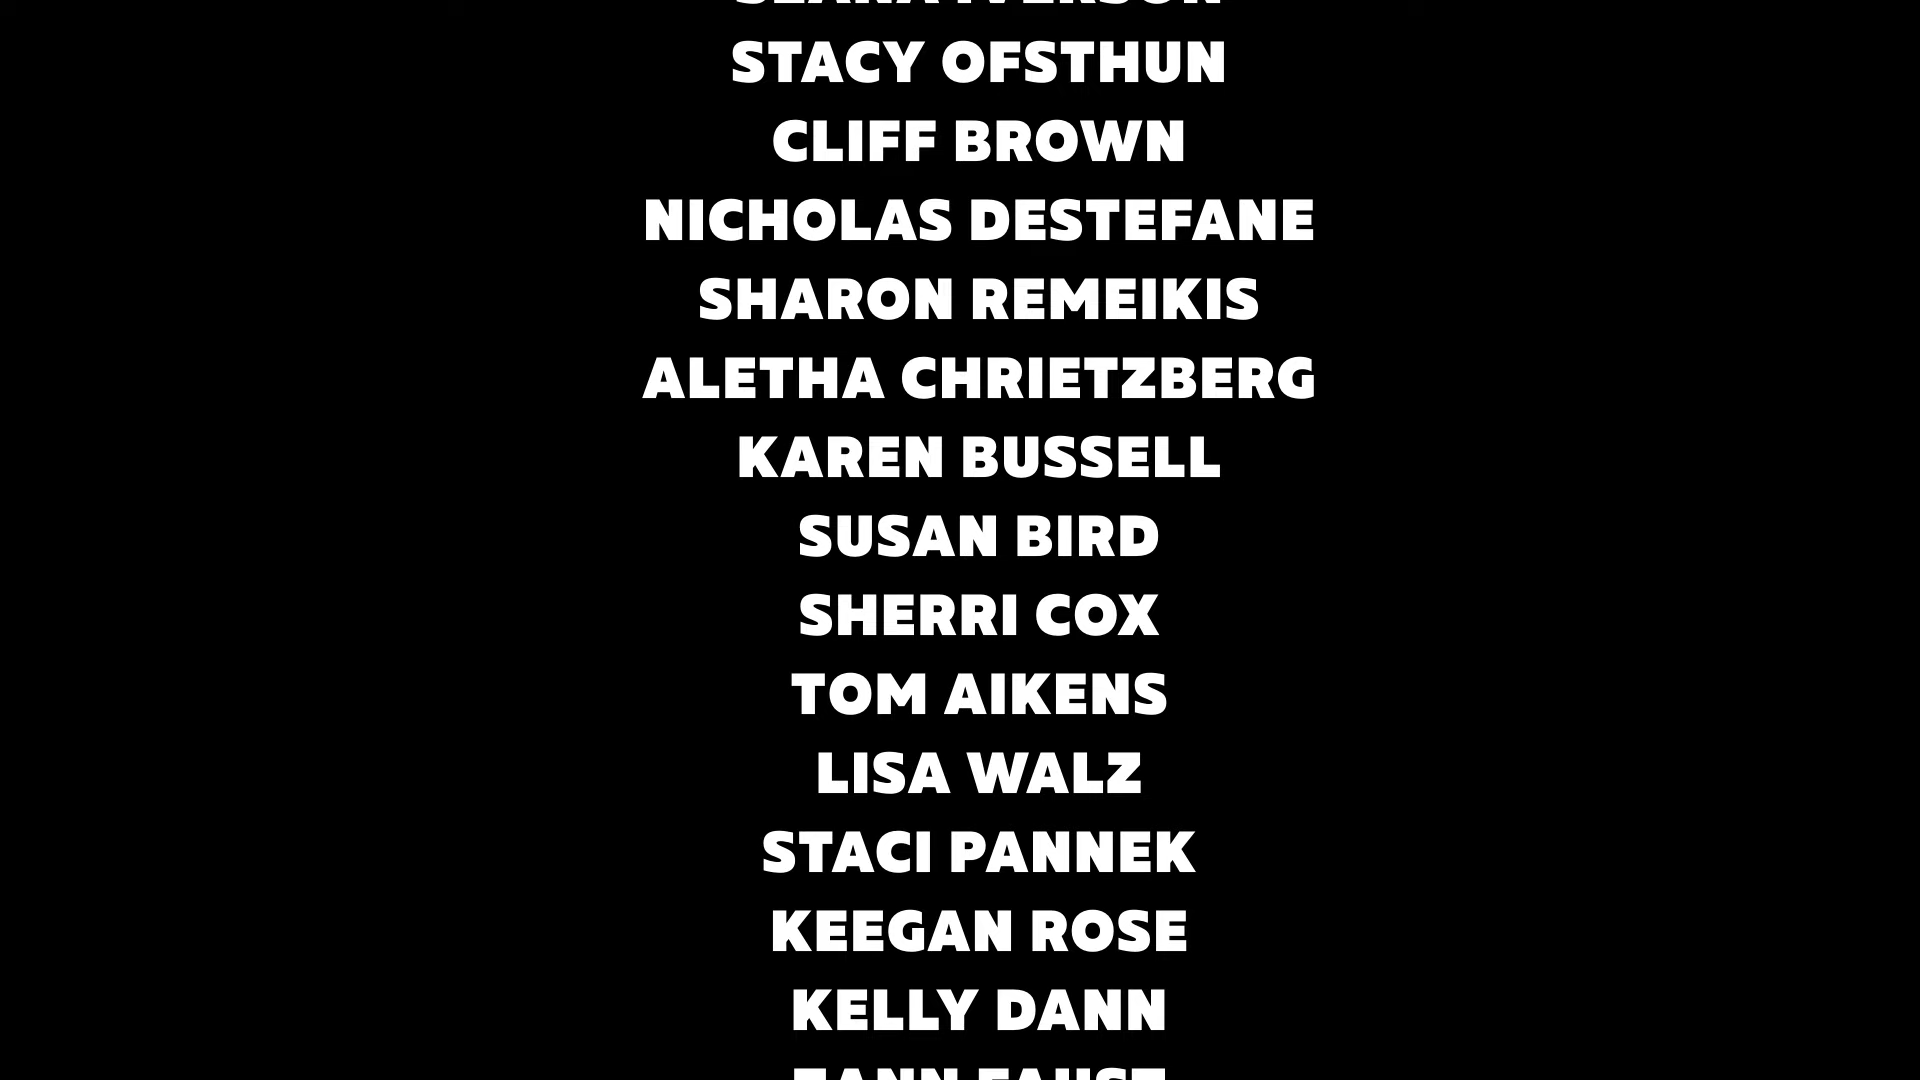 STACY OFSTHUN
CLIFF BROWN
NICHOLAS DESTEFANE
SHARON REMEIKIS
ALETHA CHRIETZBERG
KAREN BUSSELL
SUSAN BIRD
SHERRI COX
TOM AIKENS
LISA WALZ
STACI PANNEK
KEEGAN ROSE
KELLY DANN